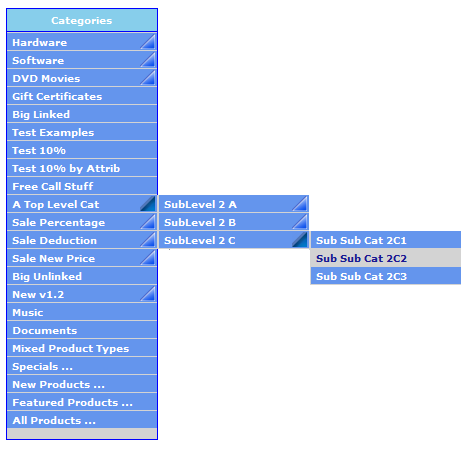 Categories
Hardware
Software
DVD Movies
Gift Certificates
Big Linked
Test Examples
Test 10%
Test 10% by Attrib
Free Call Stuff
A Top Level Cat
SubLevel 2 A
Sale Percentage
SubLevel 2 B
Sale Deduction
SubLevel 2 C
Sub Sub Cat 2C1
Sale New Price
Sub Sub Cat 2C2
Big Unlinked
Sub Sub Cat 2C3
New v1.2
Music
Documents
Mixed Product Types
Specials ...
New Products ...
Featured Products ...
All Products ...